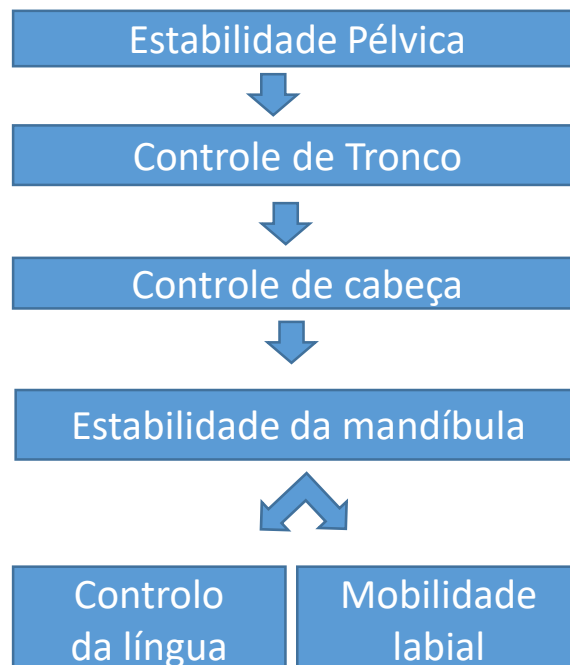 Estabilidade Pélvica
Controle de Tronco
Controle de cabeça
Estabilidade da mandíbula
Controlo
da língua
Mobilidade
labial